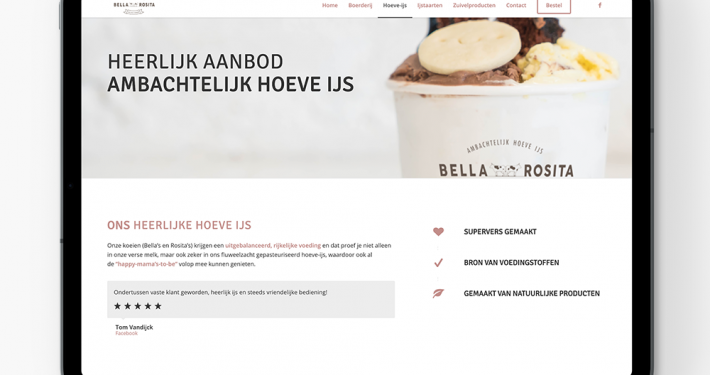 BELLA ROSITA
Home Boerderij Hoeve-ijs Ijstaarten Zuivelproducten Contact Bestel f
HEERLIJK AANBOD
AMBACHTELIJK HOEVE IJS
AMBACHTELIJK HOEVE IJS
BELLA ROSITA
ONS HEERLIJKE HOEVE IJS
Onze koeien (Bella's en Rosita's) krijgen een uitgebalanceerd, rijkelijke voeding en dat proef je niet alleen
in onze verse melk, maar ook zeker in ons fluweelzacht gepasteuriseerd hoeve-ijs, waardoor ook al
de "happy-mama's-to-be" volop mee kunnen genieten.
Ondertussen vaste klant geworden, heerlijk ijs en steeds vriendelijke bediening!
★ ★ ★ ★ ★
Tom Vandijck
Facebook
SUPERVERS GEMAAKT
BRON VAN VOEDINGSTOFFEN
GEMAAKT VAN NATUURLIJKE PRODUCTEN